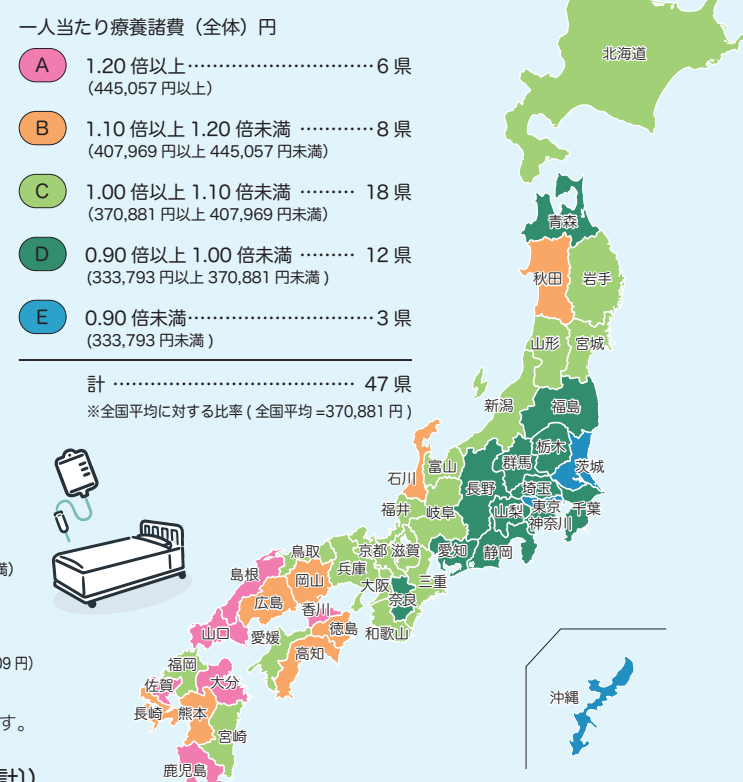 一人当たり療養諸費（全体）円
A 1.20 倍以上………………………… 6 県
（445,057 円以上）
B 1.10 倍以上 1.20 倍未満 ………… 8 県
（407,969 円以上 445,057 円未満）
C 1.00 倍以上 1.10 倍未満 ……… 18 県
（370,881 円以上 407,969 円未満）
D 0.90 倍以上 1.00 倍未満 ……… 12 県
(333,793 円以上 370,881 円未満 )
E 0.90 倍未満………………………… 3 県
(333,793 円未満 )
計 ……………………………… 47 県
※全国平均に対する比率 ( 全国平均 =370,881 円 )
北海道
青森
秋田
岩手
山形
宮城
新潟
福島
栃木
群馬
茨城
富山
石川
長野
埼玉
福井
岐阜
山梨
東京
千葉
神奈川
鳥取
京都
滋賀
愛知
静岡
兵庫
島根
岡山
大阪
三重
奈良
広島
香川
山口
愛媛
徳島
和歌山
高知
福岡
佐賀
大分
長崎
熊本
宮崎
鹿児島
沖縄
満）
09 円）
す。
計））